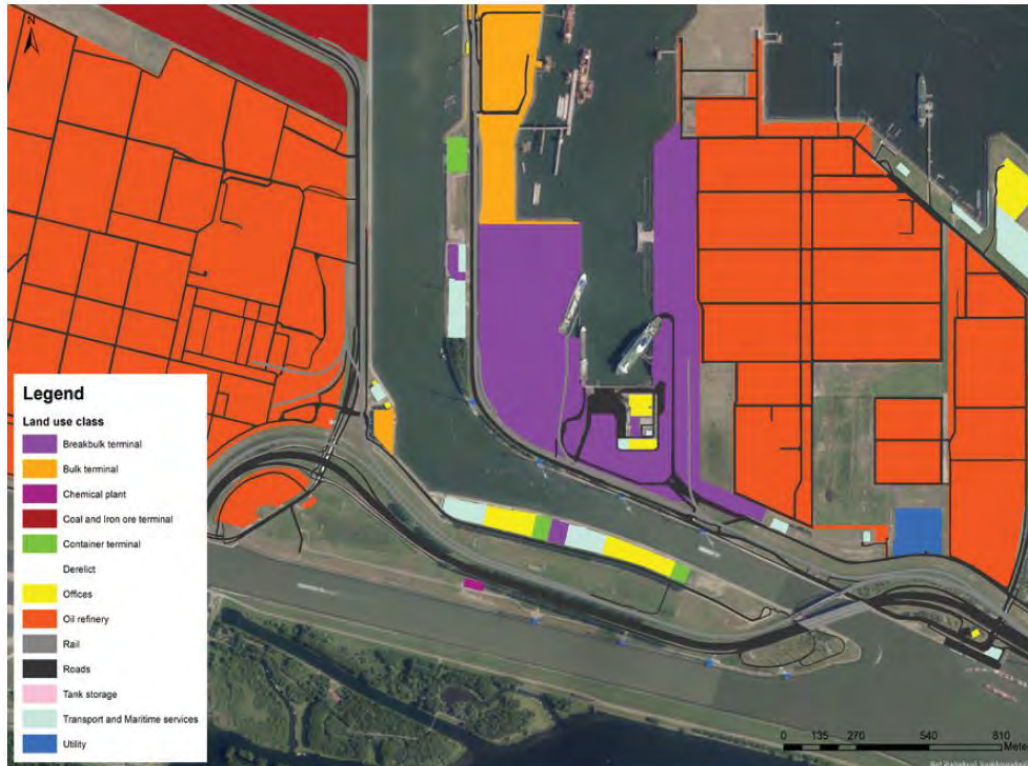 N
Legend
Land use class
Breakbulk terminal
Bulk terminal
Chemical plant
Coal and Iron ore terminal
Container terminal
Derelict
Offices
Oil refinery
Rail
Roads
Tank storage
Transport and Maritime services
Utility
0 135 270 540 810
Mete